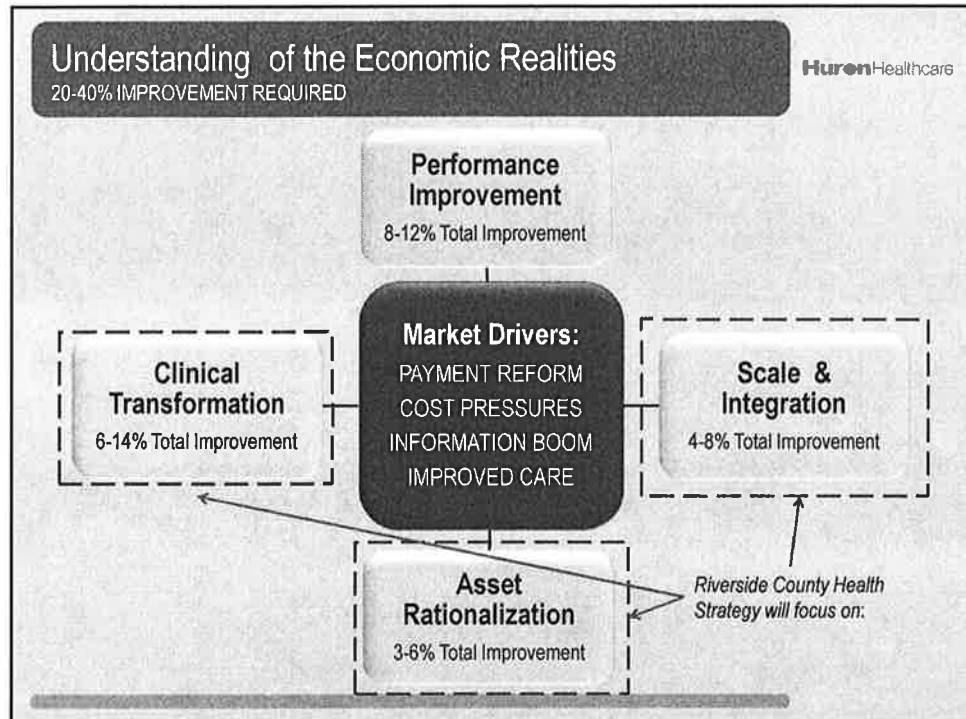 Understanding of the Economic Realities
20-40% IMPROVEMENT REQUIRED
HuronHealthcare
Performance
Improvement
8-12% Total Improvement
Clinical
Transformation
6-14% Total Improvement
Market Drivers:
PAYMENT REFORM
COST PRESSURES
INFORMATION BOOM
IMPROVED CARE
Scale & 
Integration
4-8% Total Improvement
Asset
Rationalization
3-6% Total Improvement
Riverside County Health
Strategy will focus on: